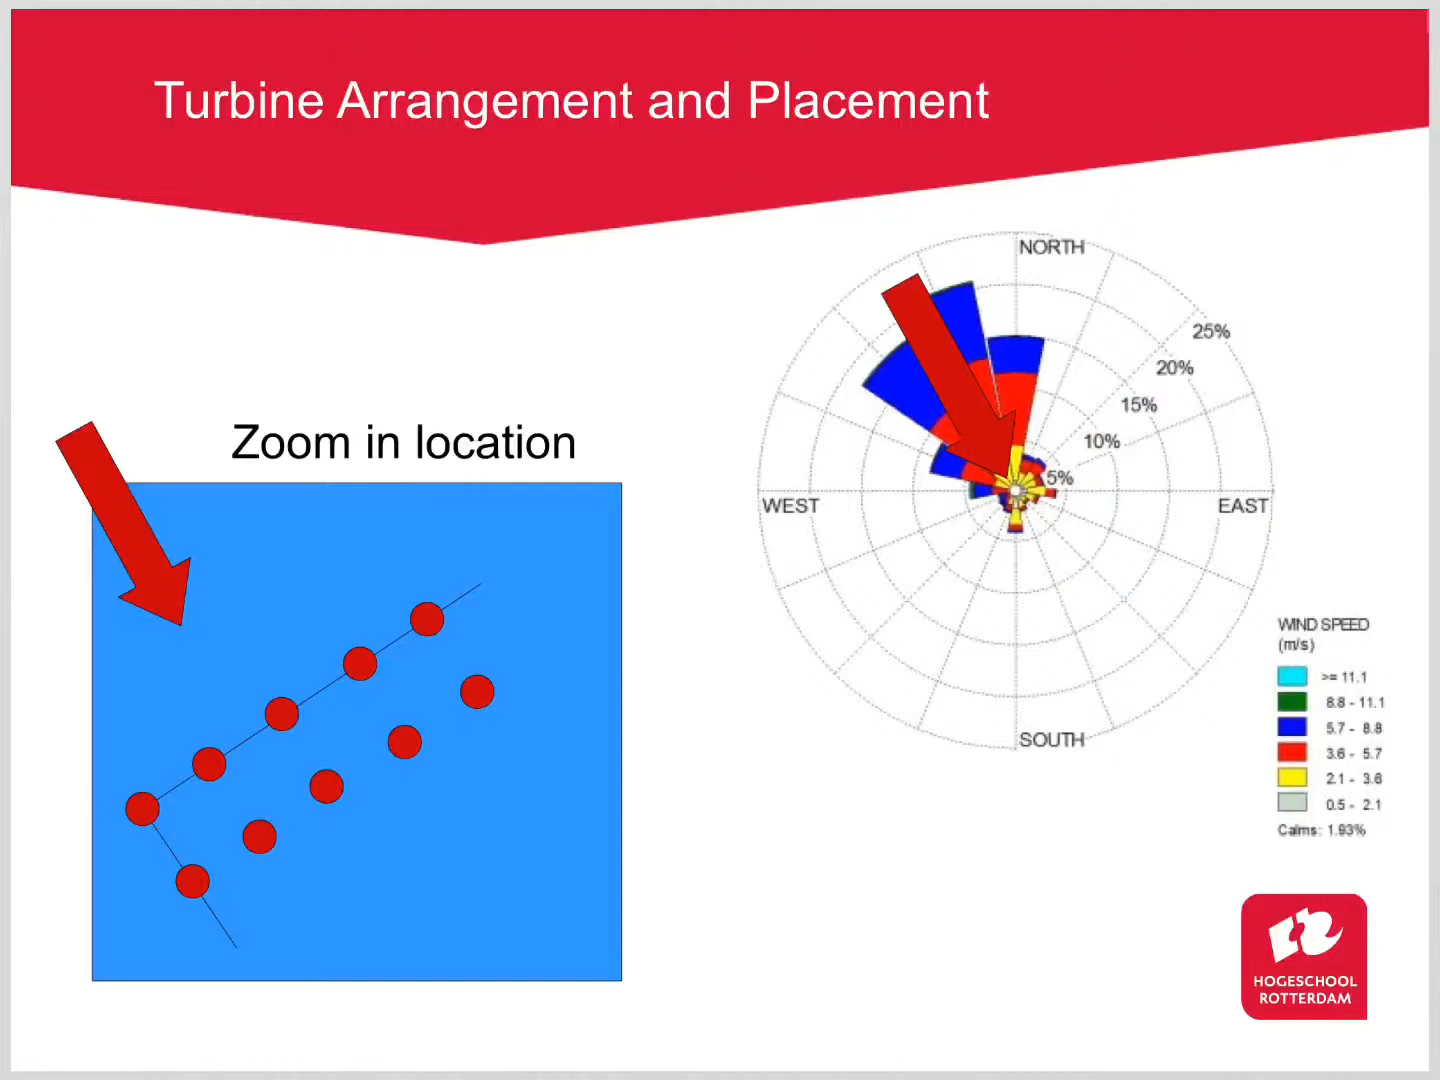 Turbine Arrangement and Placement
NORTH
25%
20%
15%
10%
5%
WEST
EAST
SOUTH
Zoom in location
WIND SPEED
(m/s)
>= 11.1
8.8 - 11.1
5.7 - 8.8
3.6 - 5.7
2.1 - 3.6
0.5 - 2.1
Calms: 1.93%
HOGESCHOOL
ROTTERDAM